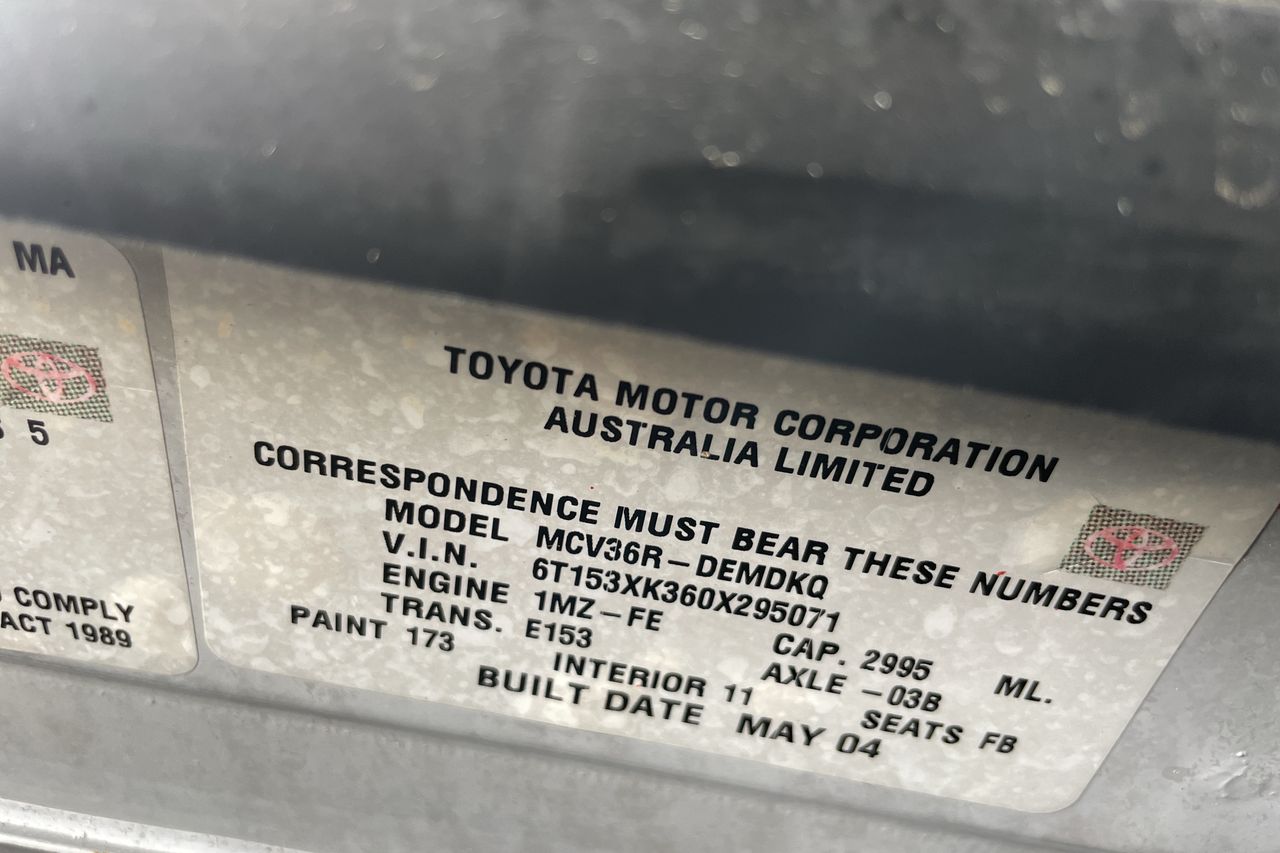 MA
5
COMPLY
ACT 1989
TOYOTA MOTOR CORPORATION
AUSTRALIA LIMITED
CORRESPONDENCE MUST BEAR THESE NUMBERS
MODEL MCV36R-DEMDKQ
V.I.N. 6T153XK360X295071
ENGINE 1MZ-FE CAP. 2995 ML.
TRANS. E153 AXLE -03B
PAINT 173 INTERIOR 11 SEATS FB
BUILT DATE MAY 04